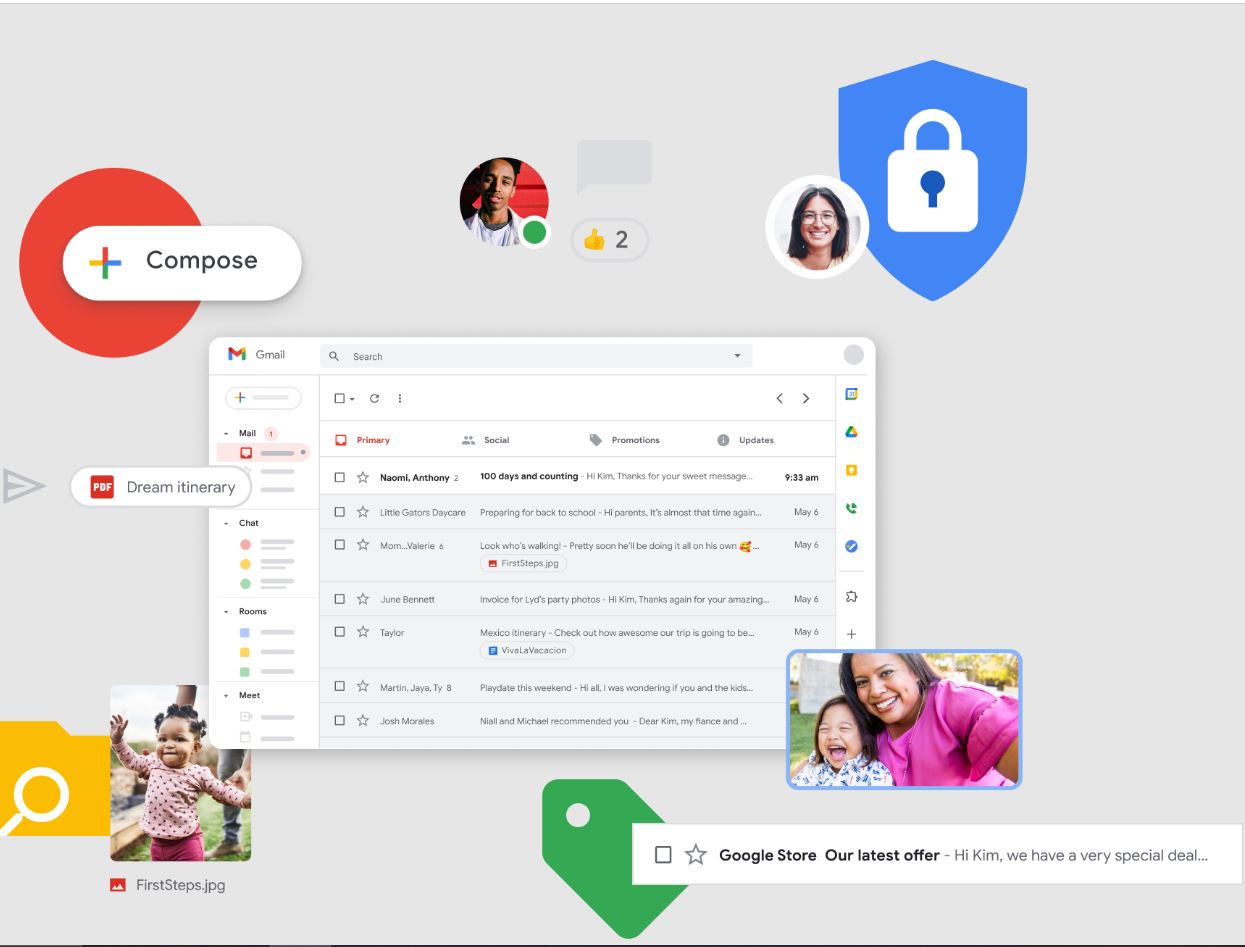 Compose
👍 2
Gmail
Search
Mail 1
Primary
Social
Promotions
Updates
Naomi, Anthony 2 100 days and counting - Hi Kim, Thanks for your sweet message... 9:33 am
PDF Dream itinerary
Little Gators Daycare Preparing for back to school - Hi parents, It's almost that time again... May 6
Chat
Mom...Valerie 6 Look who's walking! - Pretty soon he'll be doing it all on his own 🥰 ... May 6
FirstSteps.jpg
June Bennett Invoice for Lyd's party photos - Hi Kim, Thanks again for your amazing... May 6
Rooms
Taylor Mexico itinerary - Check out how awesome our trip is going to be... May 6
VivaLaVacacion
Martin, Jaya, Ty 8 Playdate this weekend - Hi all, I was wondering if you and the kids...
Meet
Josh Morales Niall and Michael recommended you - Dear Kim, my fiance and ...
31
Google Store Our latest offer - Hi Kim, we have a very special deal...
FirstSteps.jpg